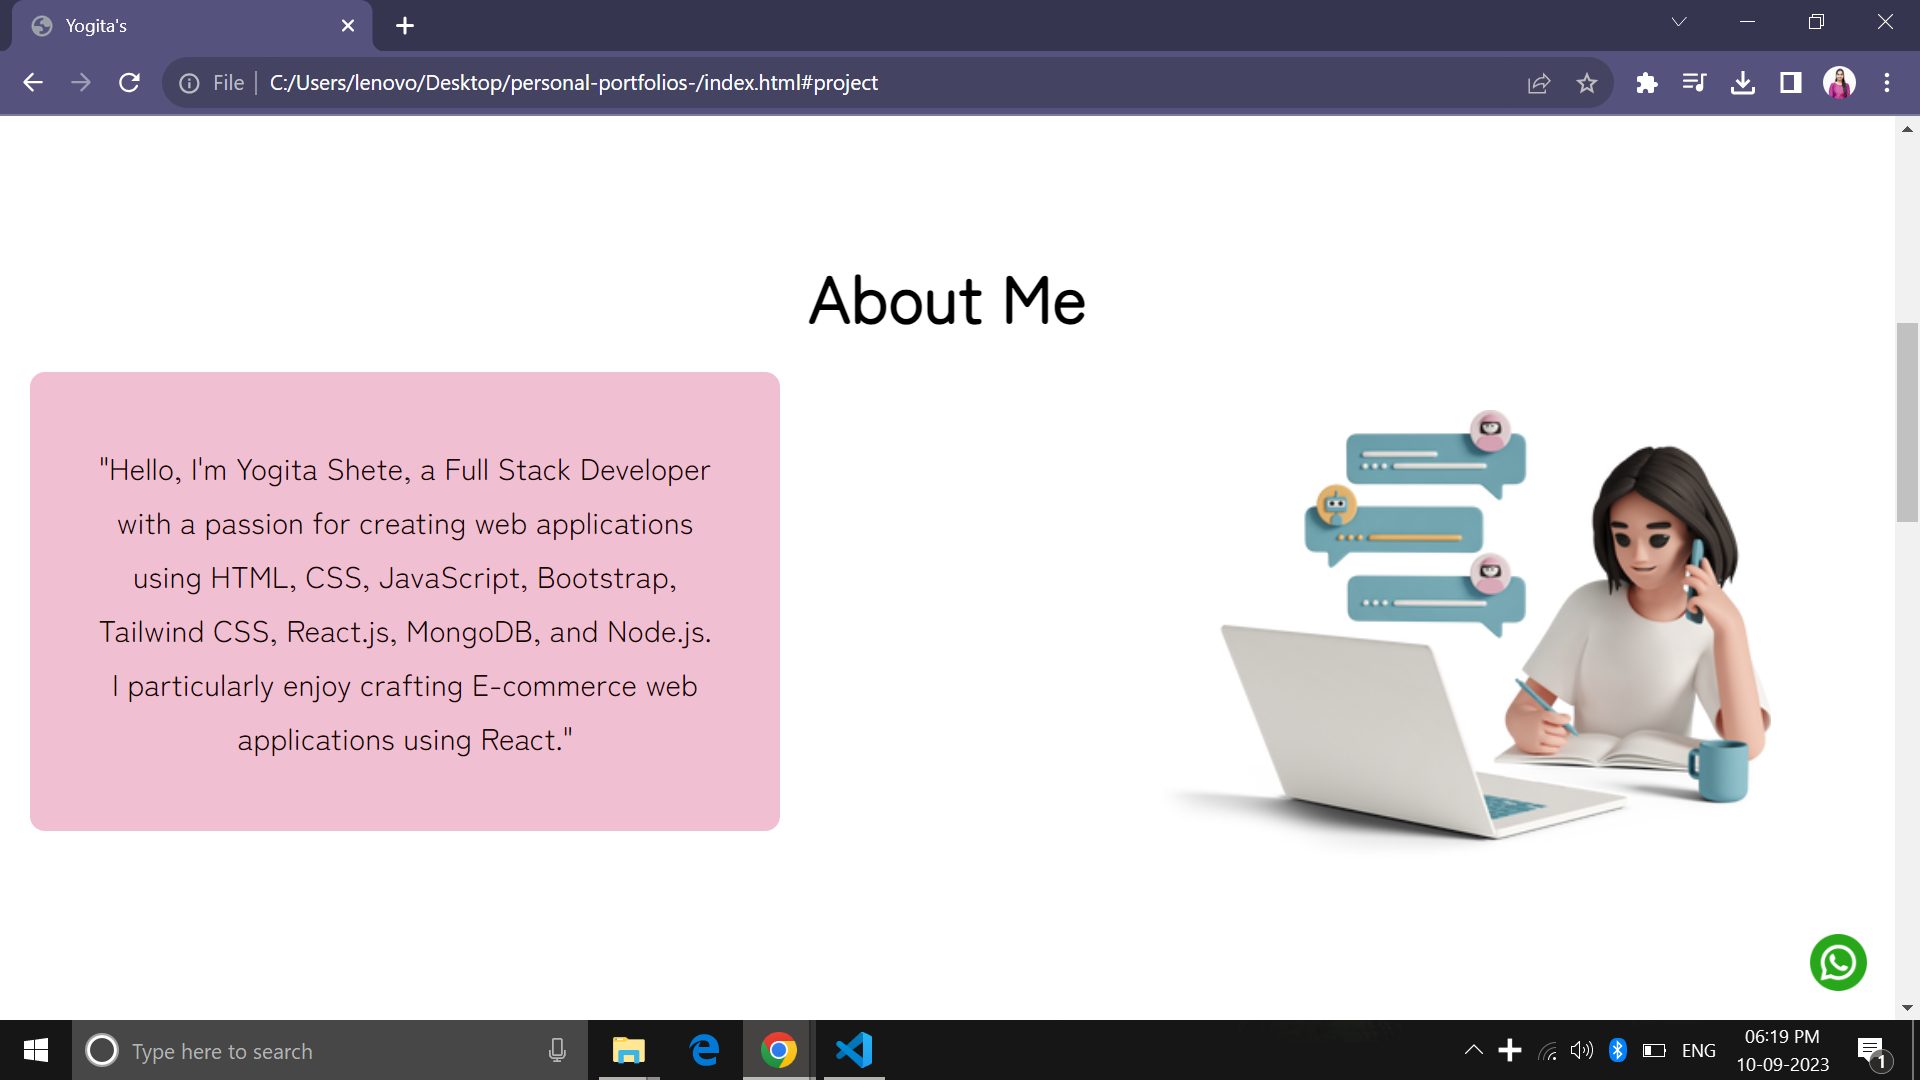 Yogita's
File
C:/Users/lenovo/Desktop/personal-portfolios-/index.html#project
About Me
"Hello, I'm Yogita Shete, a Full Stack Developer
with a passion for creating web applications
using HTML, CSS, JavaScript, Bootstrap,
Tailwind CSS, React.js, MongoDB, and Node.js.
I particularly enjoy crafting E-commerce web
applications using React."
Type here to search
ENG
06:19 PM
10-09-2023
1